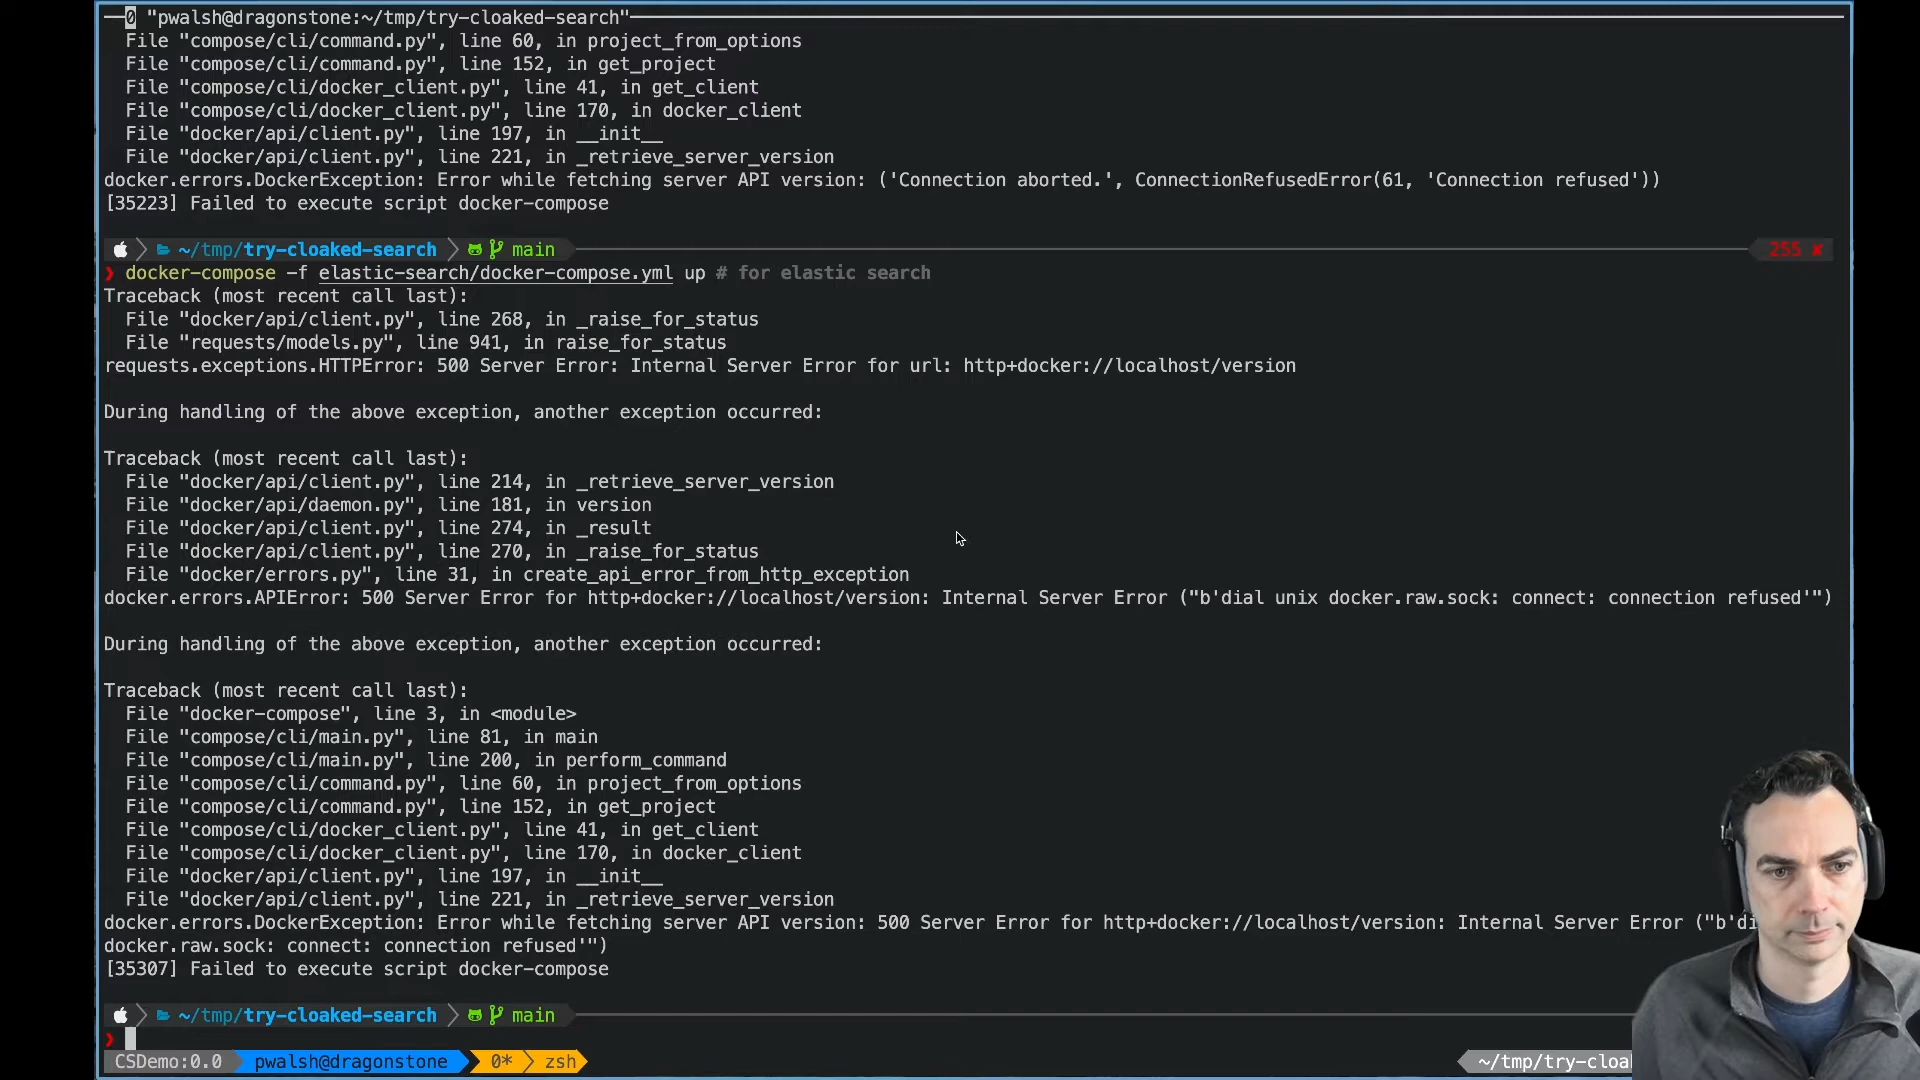 0 "pwalsh@dragonstone:~/tmp/try-cloaked-search"
File "compose/cli/command.py", line 60, in project_from_options
File "compose/cli/command.py", line 152, in get_project
File "compose/cli/docker_client.py", line 41, in get_client
File "compose/cli/docker_client.py", line 170, in docker_client
File "docker/api/client.py", line 197, in __init__
File "docker/api/client.py", line 221, in _retrieve_server_version
docker.errors.DockerException: Error while fetching server API version: ('Connection aborted.', ConnectionRefusedError(61, 'Connection refused'))
[35223] Failed to execute script docker-compose
~/tmp/try-cloaked-search main 255 ✘
❯ docker-compose -f elastic-search/docker-compose.yml up # for elastic search
Traceback (most recent call last):
File "docker/api/client.py", line 268, in _raise_for_status
File "requests/models.py", line 941, in raise_for_status
requests.exceptions.HTTPError: 500 Server Error: Internal Server Error for url: http+docker://localhost/version
During handling of the above exception, another exception occurred:
Traceback (most recent call last):
File "docker/api/client.py", line 214, in _retrieve_server_version
File "docker/api/daemon.py", line 181, in version
File "docker/api/client.py", line 274, in _result
File "docker/api/client.py", line 270, in _raise_for_status
File "docker/errors.py", line 31, in create_api_error_from_http_exception
docker.errors.APIError: 500 Server Error for http+docker://localhost/version: Internal Server Error ("b'dial unix docker.raw.sock: connect: connection refused'")
During handling of the above exception, another exception occurred:
Traceback (most recent call last):
File "docker-compose", line 3, in <module>
File "compose/cli/main.py", line 81, in main
File "compose/cli/main.py", line 200, in perform_command
File "compose/cli/command.py", line 60, in project_from_options
File "compose/cli/command.py", line 152, in get_project
File "compose/cli/docker_client.py", line 41, in get_client
File "compose/cli/docker_client.py", line 170, in docker_client
File "docker/api/client.py", line 197, in __init__
File "docker/api/client.py", line 221, in _retrieve_server_version
docker.errors.DockerException: Error while fetching server API version: 500 Server Error for http+docker://localhost/version: Internal Server Error ("b'di
docker.raw.sock: connect: connection refused'")
[35307] Failed to execute script docker-compose
~/tmp/try-cloaked-search main
❯
CSDemo:0.0 pwalsh@dragonstone 0* zsh ~/tmp/try-cloa